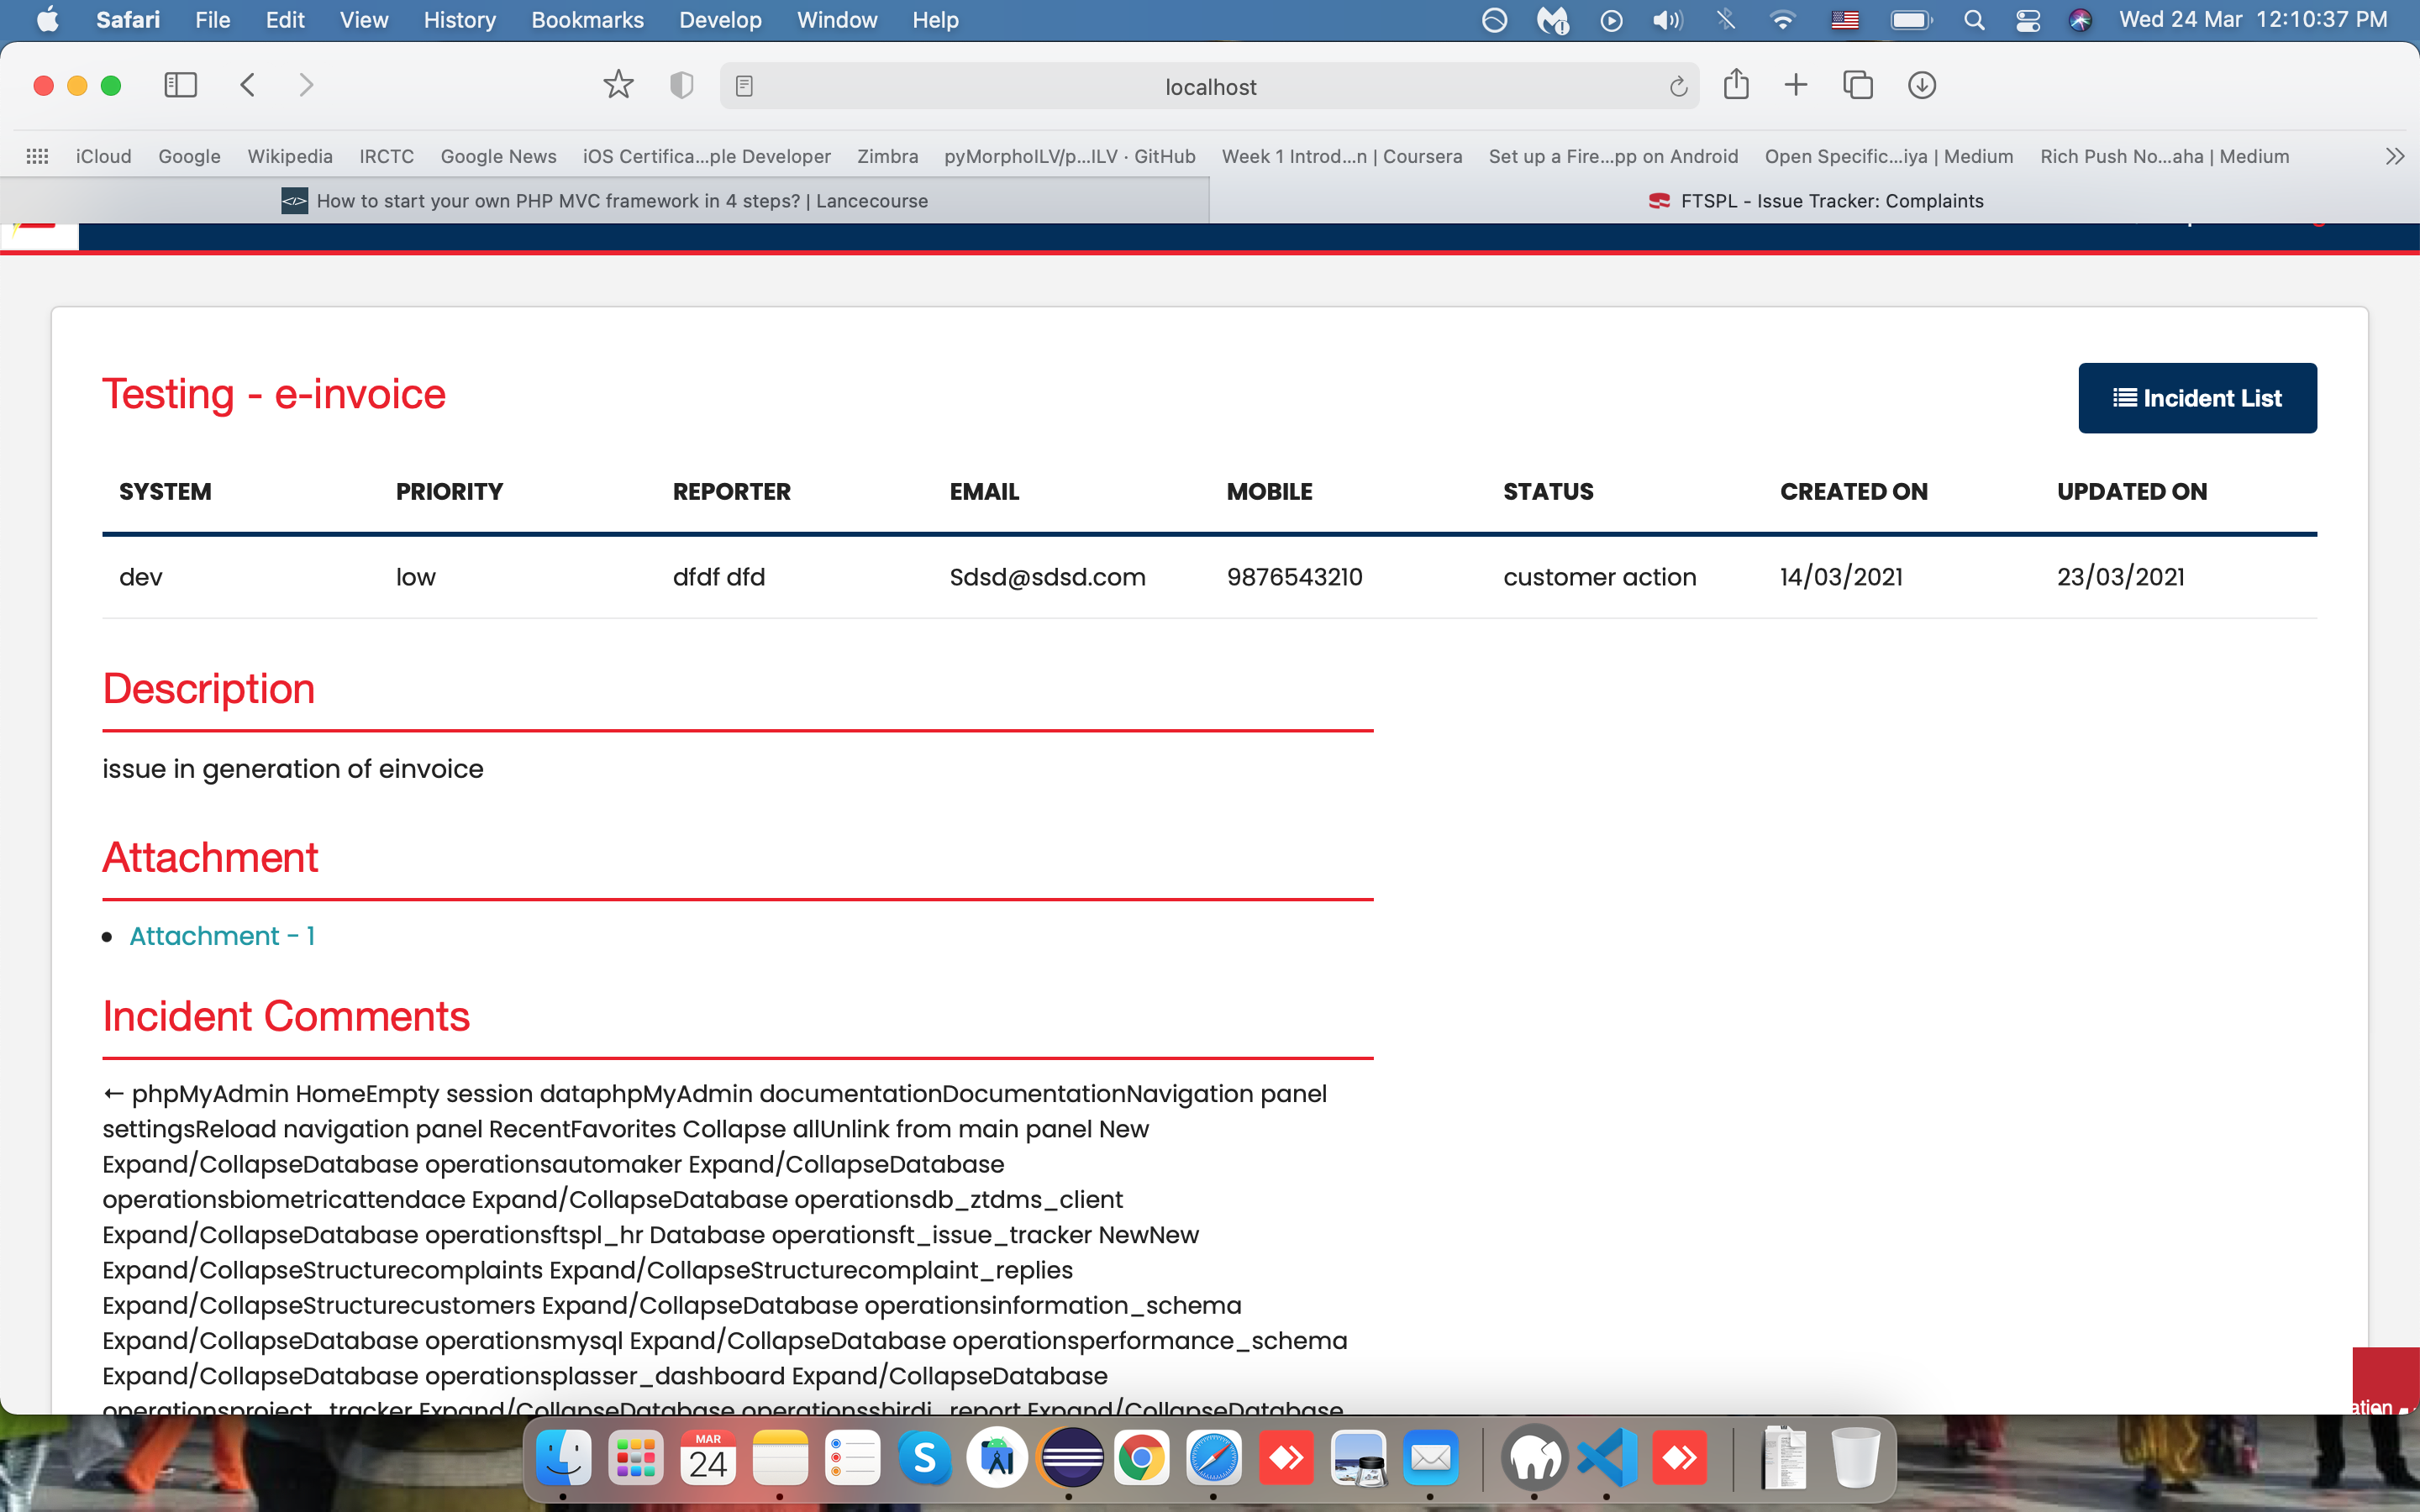 Safari File Edit View History Bookmarks Develop Window Help Wed 24 Mar 12:10:37 PM
localhost
iCloud Google Wikipedia IRCTC Google News iOS Certifica...ple Developer Zimbra pyMorphoILV/p...ILV · GitHub Week 1 Introd...n | Coursera Set up a Fire...pp on Android Open Specific...iya | Medium Rich Push No...aha | Medium
How to start your own PHP MVC framework in 4 steps? | Lancecourse FTSPL - Issue Tracker: Complaints
Testing - e-invoice
Incident List
SYSTEM PRIORITY REPORTER EMAIL MOBILE STATUS CREATED ON UPDATED ON
dev low dfdf dfd Sdsd@sdsd.com 9876543210 customer action 14/03/2021 23/03/2021
Description
issue in generation of einvoice
Attachment
• Attachment - 1
Incident Comments
← phpMyAdmin HomeEmpty session dataphpMyAdmin documentationDocumentationNavigation panel
settingsReload navigation panel RecentFavorites Collapse allUnlink from main panel New
Expand/CollapseDatabase operationsautomaker Expand/CollapseDatabase
operationsbiometricattendace Expand/CollapseDatabase operationsdb_ztdms_client
Expand/CollapseDatabase operationsftspl_hr Database operationsft_issue_tracker NewNew
Expand/CollapseStructurecomplaints Expand/CollapseStructurecomplaint_replies
Expand/CollapseStructurecustomers Expand/CollapseDatabase operationsinformation_schema
Expand/CollapseDatabase operationsmysql Expand/CollapseDatabase operationsperformance_schema
Expand/CollapseDatabase operationsplasser_dashboard Expand/CollapseDatabase
operationsproject_tracker Expand/CollapseDatabase operationsshirdi_report Expand/CollapseDatabase
ation
MAR
24